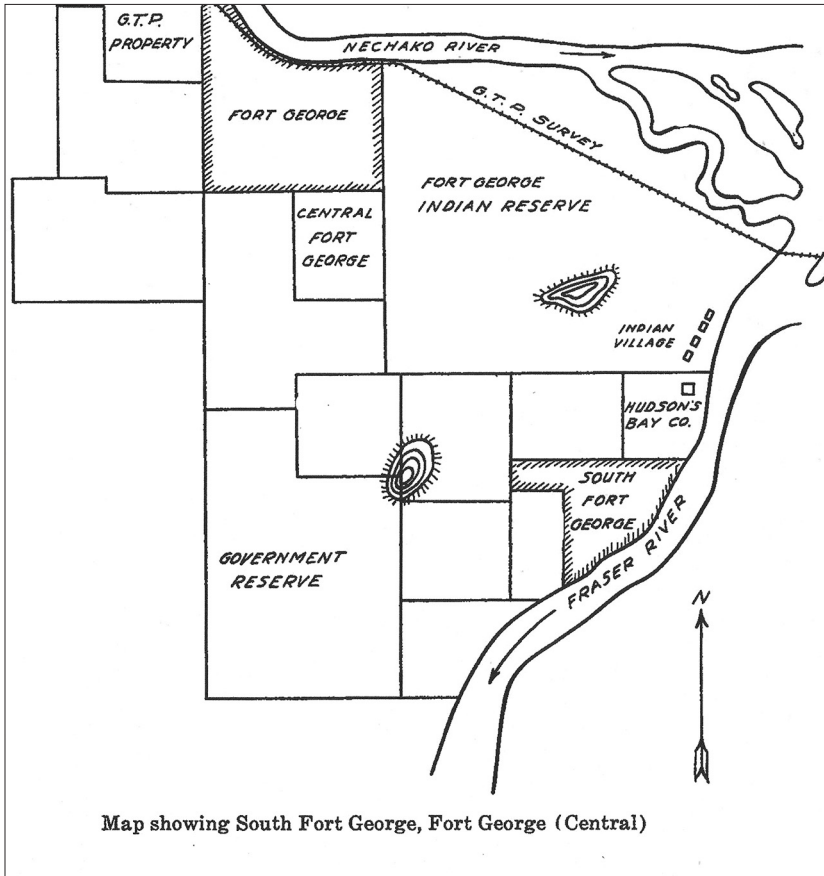 G.T.P.
PROPERTY
NECHAKO RIVER
FORT GEORGE
G.T.P. SURVEY
FORT GEORGE
INDIAN RESERVE
CENTRAL
FORT
GEORGE
INDIAN
VILLAGE
HUDSON'S
BAY CO.
SOUTH
FORT
GEORGE
GOVERNMENT
RESERVE
FRASER RIVER
N
Map showing South Fort George, Fort George (Central)